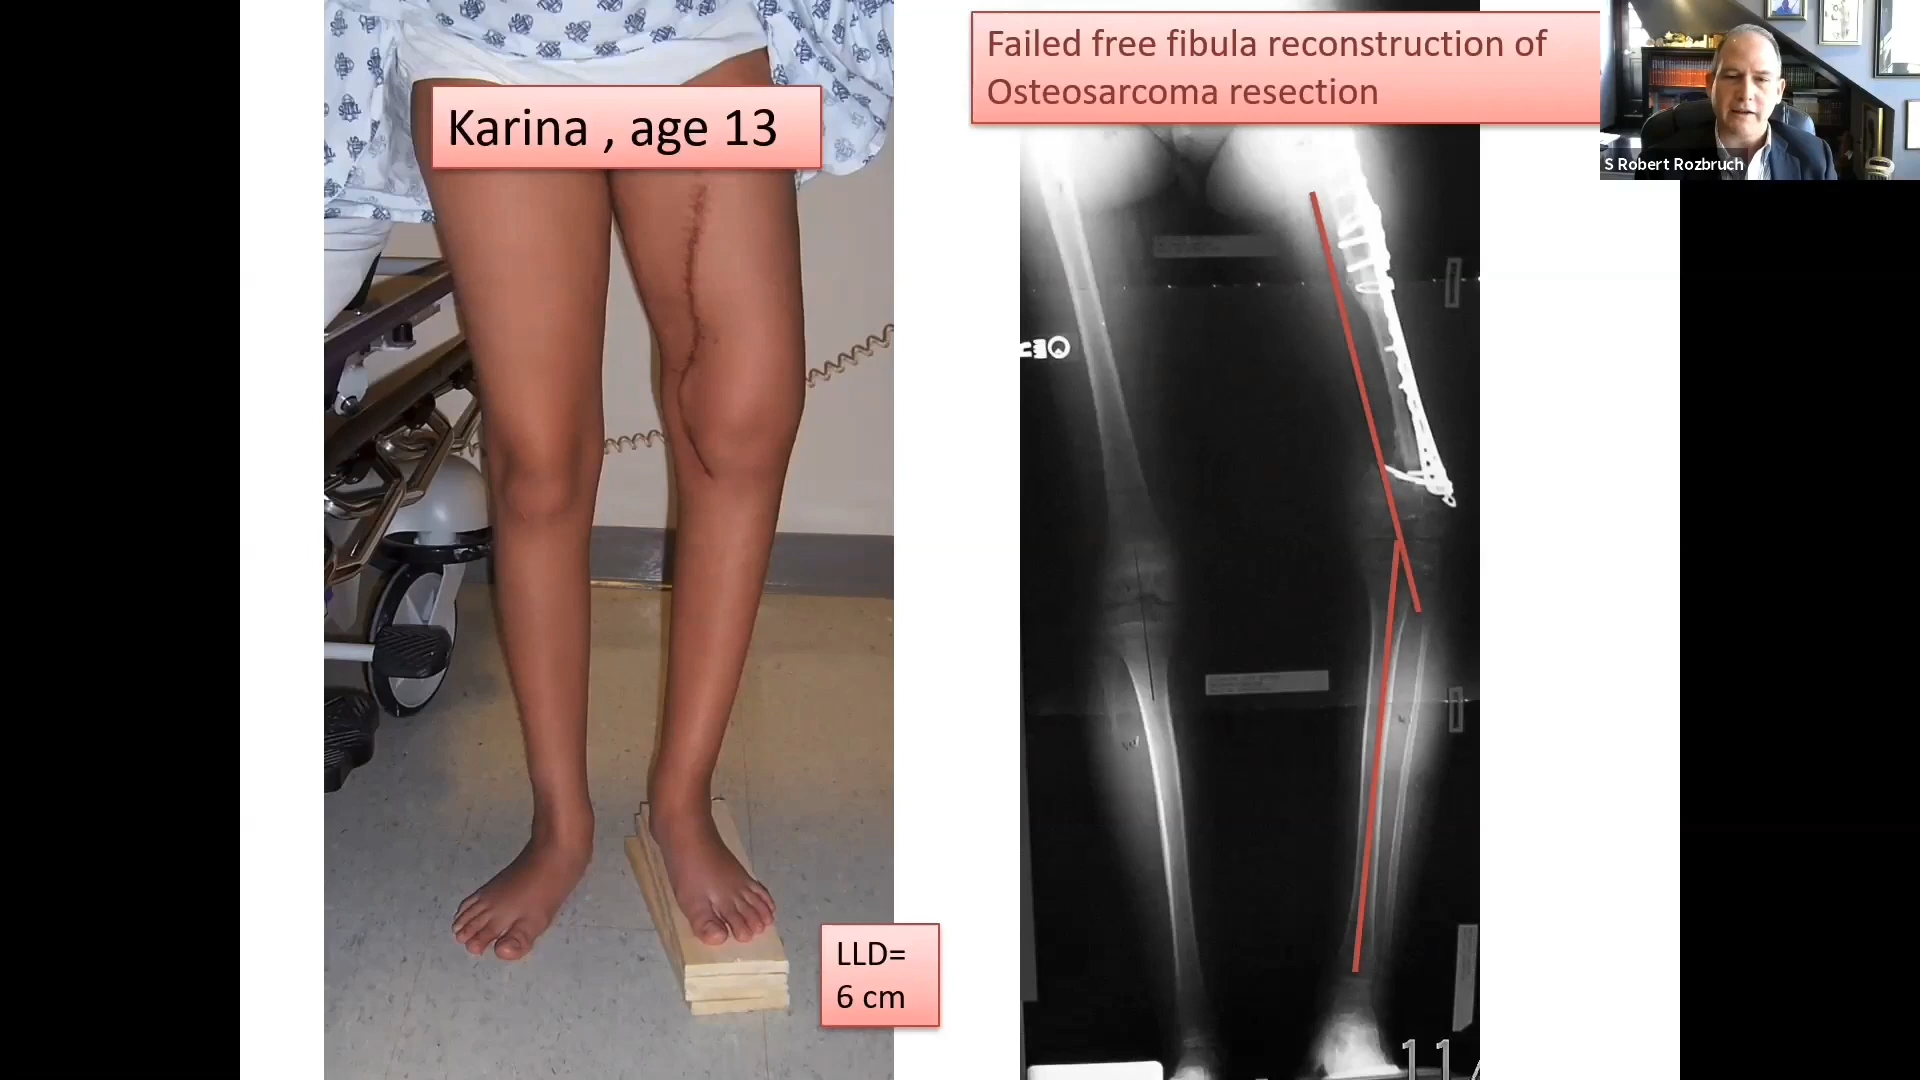 Karina , age 13
Failed free fibula reconstruction of
Osteosarcoma resection
S Robert Rozbruch
LLD=
6 cm